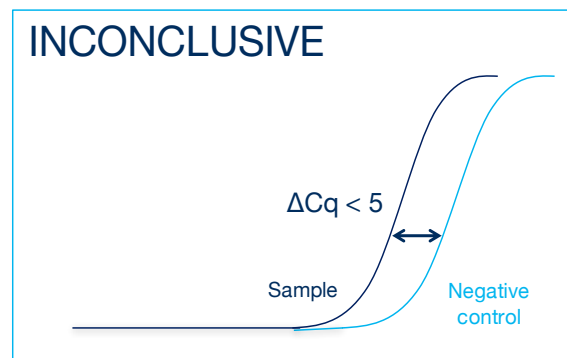 INCONCLUSIVE
ΔCq < 5
Sample
Negative
control